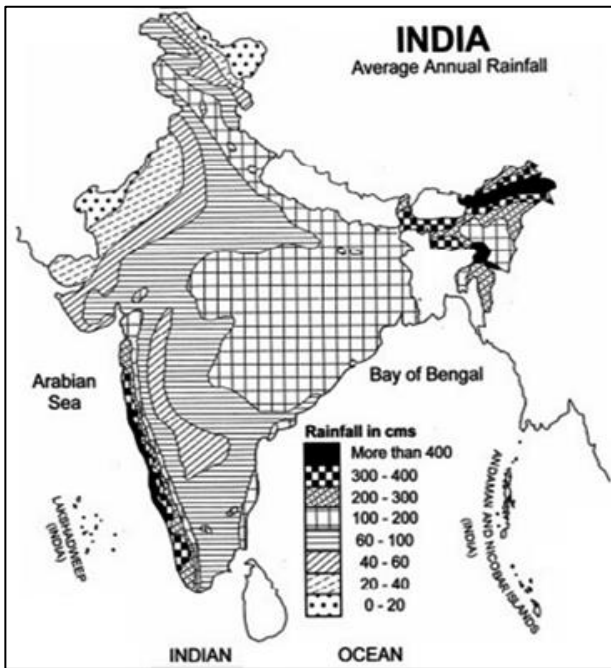 INDIA
Average Annual Rainfall
Arabian
Sea
Bay of Bengal
Rainfall in cms
More than 400
300 - 400
200 - 300
100 - 200
60 - 100
40 - 60
20 - 40
0 - 20
LAKSHADWEEP
(INDIA)
ANDAMAN AND NICOBAR ISLANDS
(INDIA)
INDIAN OCEAN